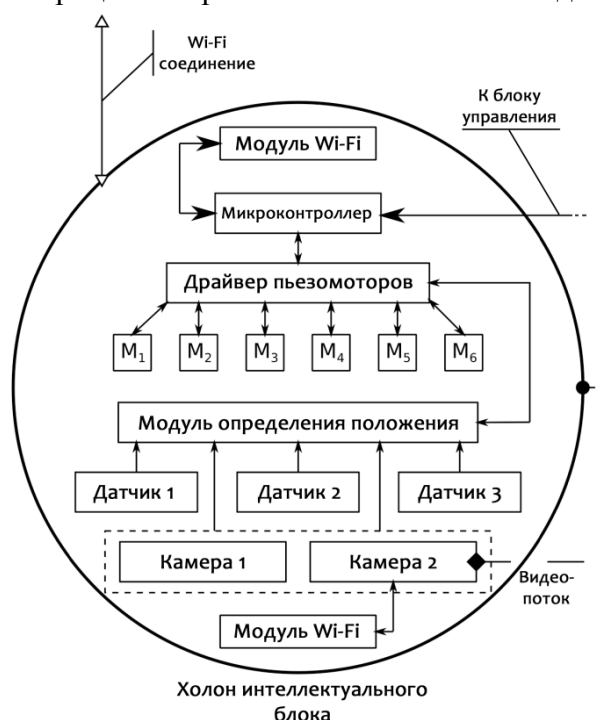 Wi-Fi
соединение
К блоку
управления
Модуль Wi-Fi
Микроконтроллер
Драйвер пьезомоторов
M1 M2 M3 M4 M5 M6
Модуль определения положения
Датчик 1 Датчик 2 Датчик 3
Камера 1 Камера 2
Видео-
поток
Модуль Wi-Fi
Холон интеллектуального
блока